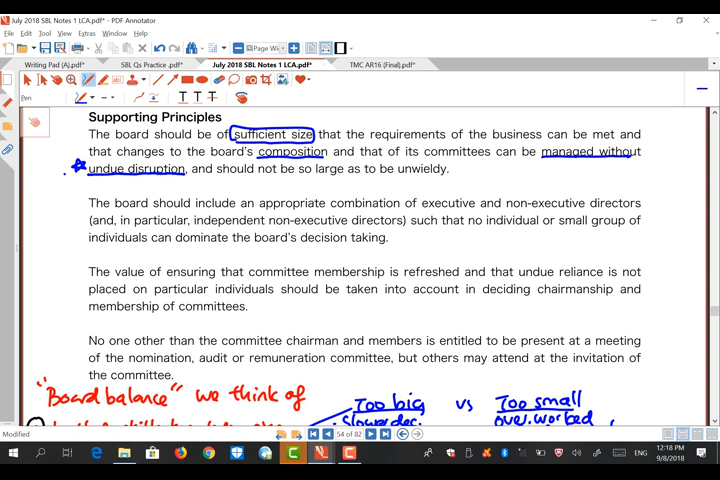 July 2018 SBL Notes 1 LCA.pdf* - PDF Annotator
File Edit Tool View Extras Window Help
Page Wi
Writing Pad (A).pdf* SBL Qs Practice .pdf* July 2018 SBL Notes 1 LCA.pdf* TMC AR16 (Final).pdf*
Pen
Supporting Principles
The board should be of sufficient size that the requirements of the business can be met and
that changes to the board's composition and that of its committees can be managed without
undue disruption, and should not be so large as to be unwieldy.
The board should include an appropriate combination of executive and non-executive directors
(and, in particular, independent non-executive directors) such that no individual or small group of
individuals can dominate the board's decision taking.
The value of ensuring that committee membership is refreshed and that undue reliance is not
placed on particular individuals should be taken into account in deciding chairmanship and
membership of committees.
No one other than the committee chairman and members is entitled to be present at a meeting
of the nomination, audit or remuneration committee, but others may attend at the invitation of
the committee.
"Board balance" we think of
Too big vs Too small
slower dec. over.worked
Modified 54 of 82
12:18 PM
ENG
9/8/2018